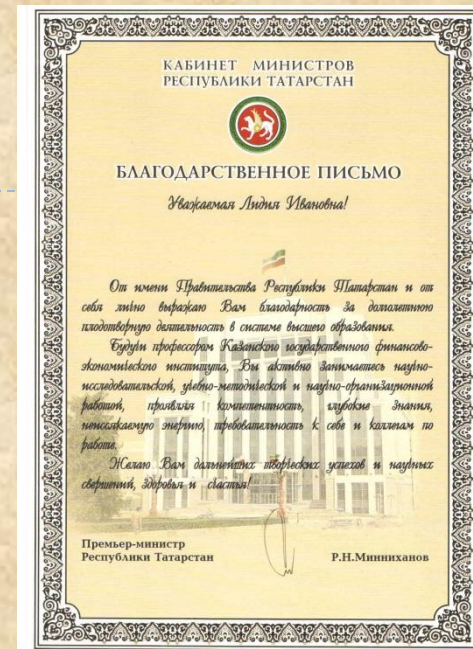 КАБИНЕТ МИНИСТРОВ
РЕСПУБЛИКИ ТАТАРСТАН
БЛАГОДАРСТВЕННОЕ ПИСЬМО
Уважаемая Лидия Ивановна!
От имени Правительства Республики Татарстан и от
себя лично выражаю Вам благодарность за долголетнюю
плодотворную деятельность в системе высшего образования.
Будучи профессором Казанского государственного финансово-
экономического института, Вы активно занимаетесь научно-
исследовательской, учебно-методической и научно-организационной
работой, проявляя компетентность, глубокие знания,
неиссякаемую энергию, требовательность к себе и коллегам по
работе.
Желаю Вам дальнейших творческих успехов и научных
свершений, здоровья и счастья!
Премьер-министр
Республики Татарстан Р.Н.Минниханов